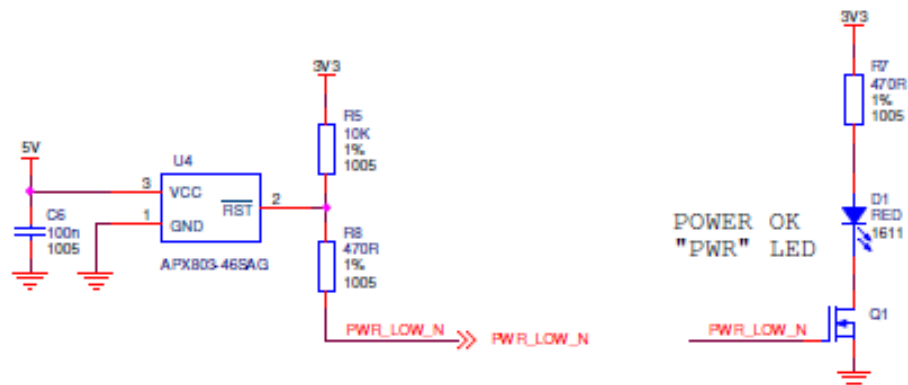 5V
C6
100n
1005
U4
3
VCC
1
GND
RST
2
APX803-46SAG
3V3
R5
10K
1%
1005
R8
470R
1%
1005
PWR_LOW_N
PWR_LOW_N
3V3
R7
470R
1%
1005
D1
RED
1611
POWER OK
"PWR" LED
PWR_LOW_N
Q1